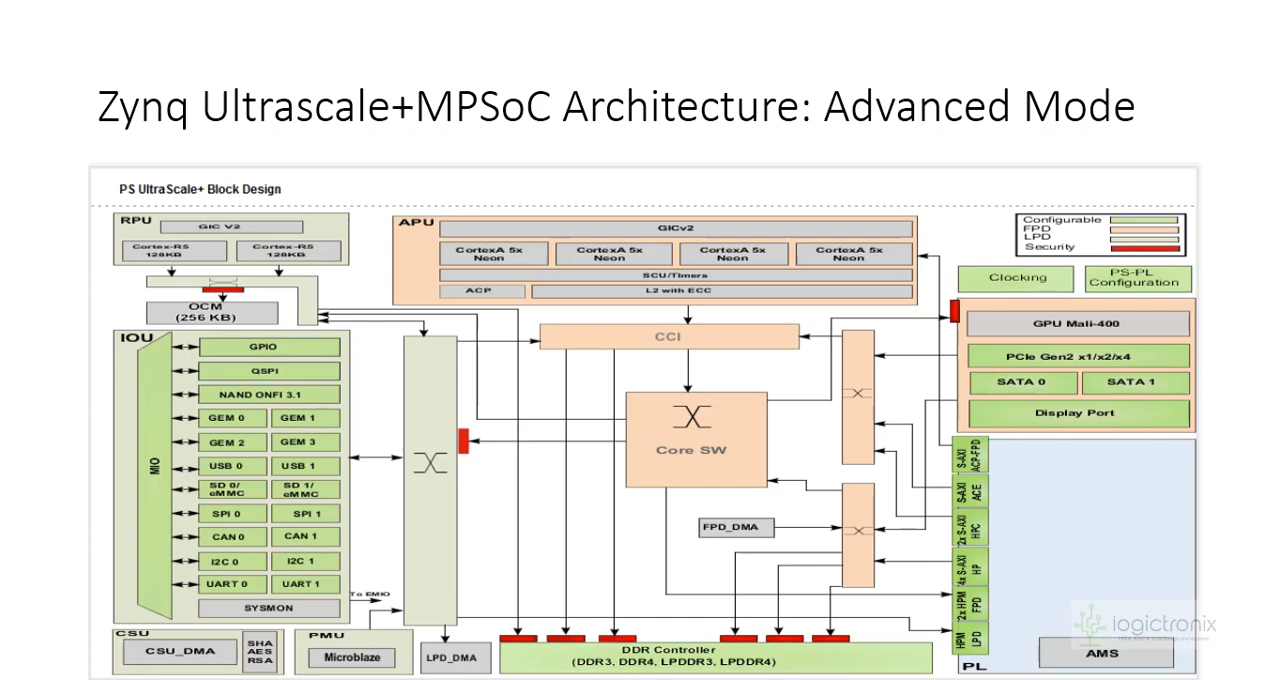 Zynq Ultrascale+MPSoC Architecture: Advanced Mode
PS UltraScale+ Block Design
RPU
GIC V2
Cortex-R5
128KB
Cortex-R5
128KB
OCM
(256 KB)
APU
GICv2
CortexA 5x
Neon
CortexA 5x
Neon
CortexA 5x
Neon
CortexA 5x
Neon
SCU/Timers
ACP
L2 with ECC
Configurable
FPD
LPD
Security
Clocking
PS-PL
Configuration
GPU Mali-400
PCIe Gen2 x1/x2/x4
SATA 0
SATA 1
Display Port
IOU
MIO
GPIO
QSPI
NAND ONFI 3.1
GEM 0
GEM 1
GEM 2
GEM 3
USB 0
USB 1
SD 0/
eMMC
SD 1/
eMMC
SPI 0
SPI 1
CAN 0
CAN 1
I2C 0
I2C 1
UART 0
UART 1
SYSMON
To EMIO
CCI
Core SW
FPD_DMA
S-AXI
ACP-FPD
S-AXI
ACE
2x S-AXI
HPC
4x S-AXI
HP
2x HPM
FPD
HPM
LPD
CSU
CSU_DMA
SHA
AES
RSA
PMU
Microblaze
LPD_DMA
DDR Controller
(DDR3, DDR4, LPDDR3, LPDDR4)
PL
AMS
logictronix